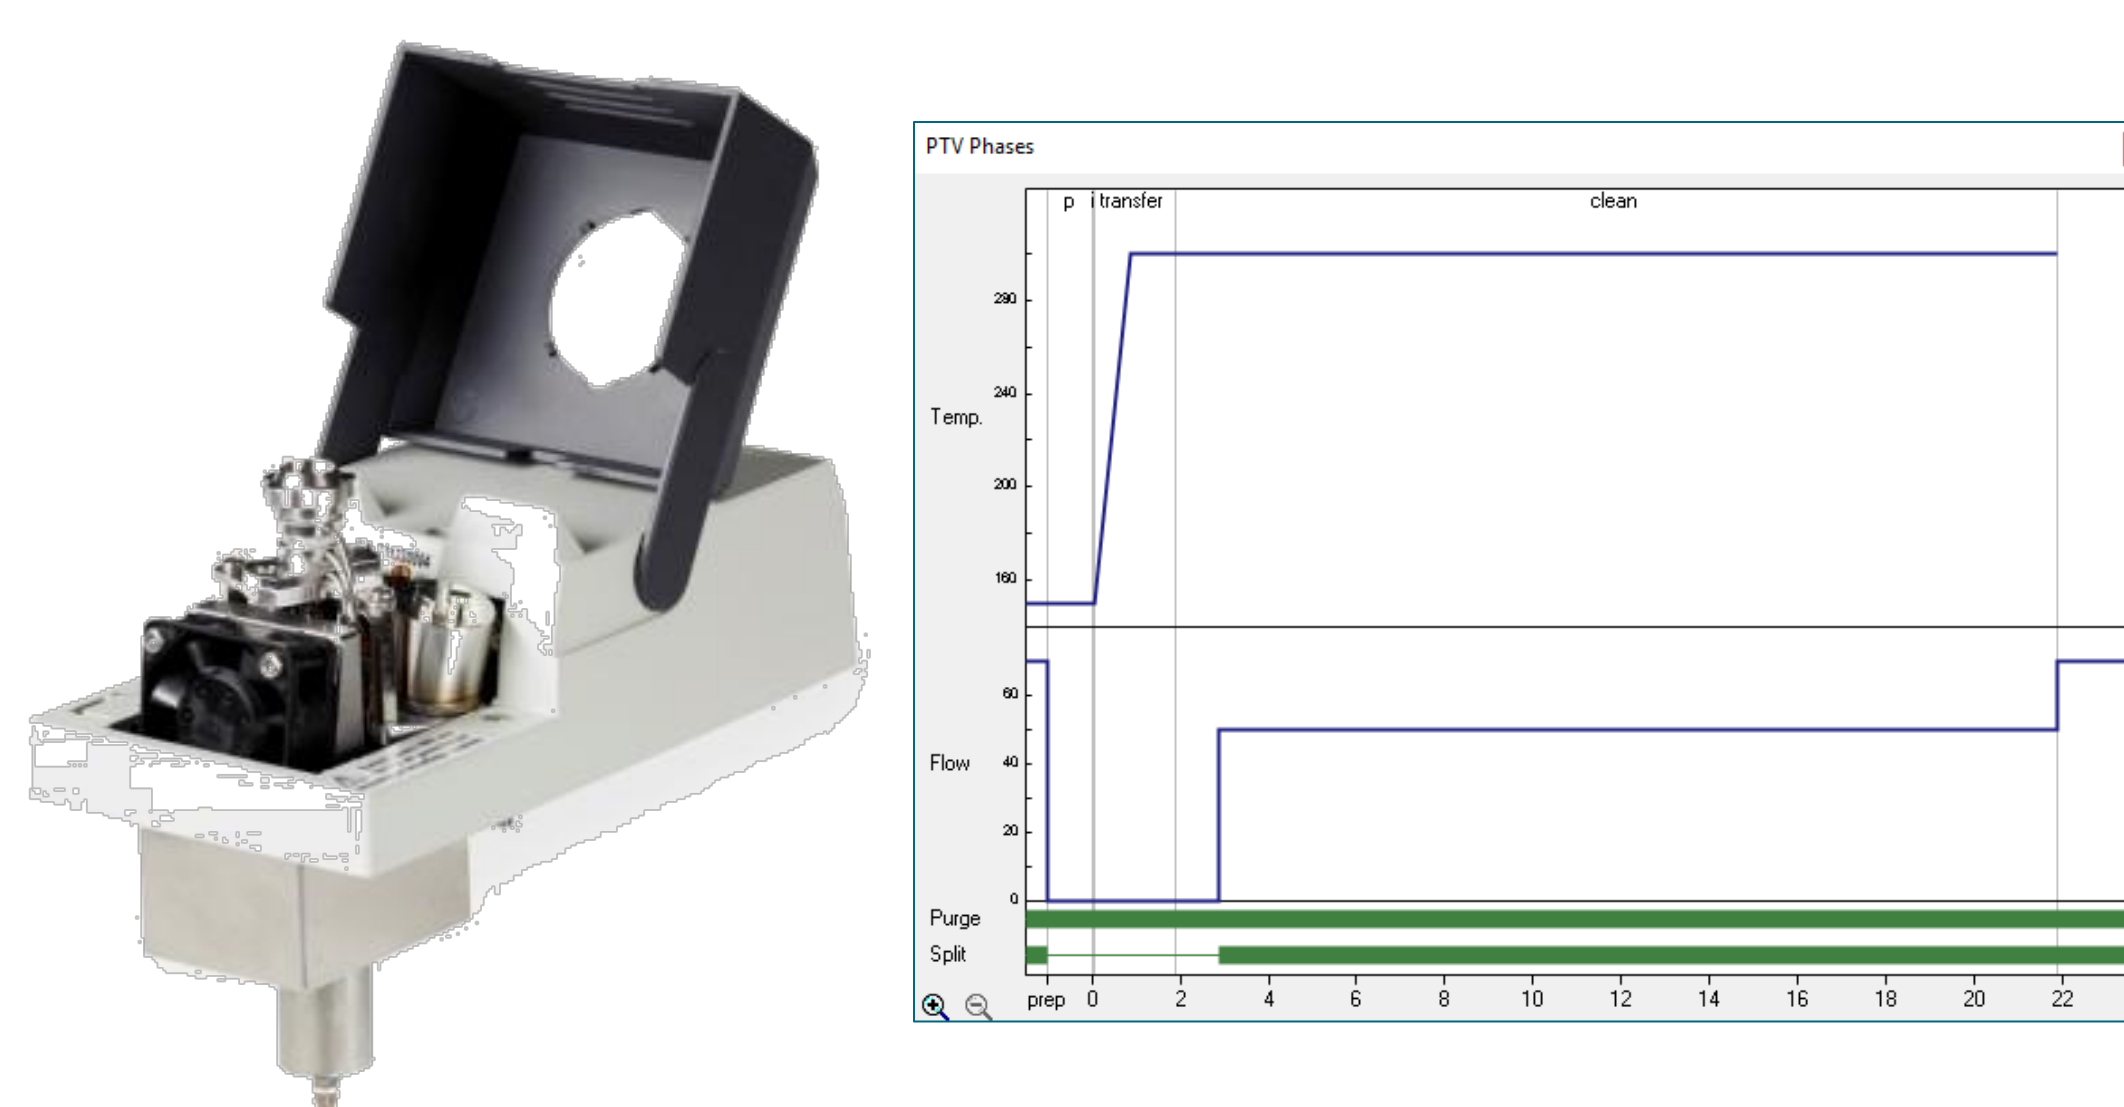 PTV Phases
p i transfer clean
280
240
Temp.
200
160
60
Flow 40
20
0
Purge
Split
prep 0 2 4 6 8 10 12 14 16 18 20 22